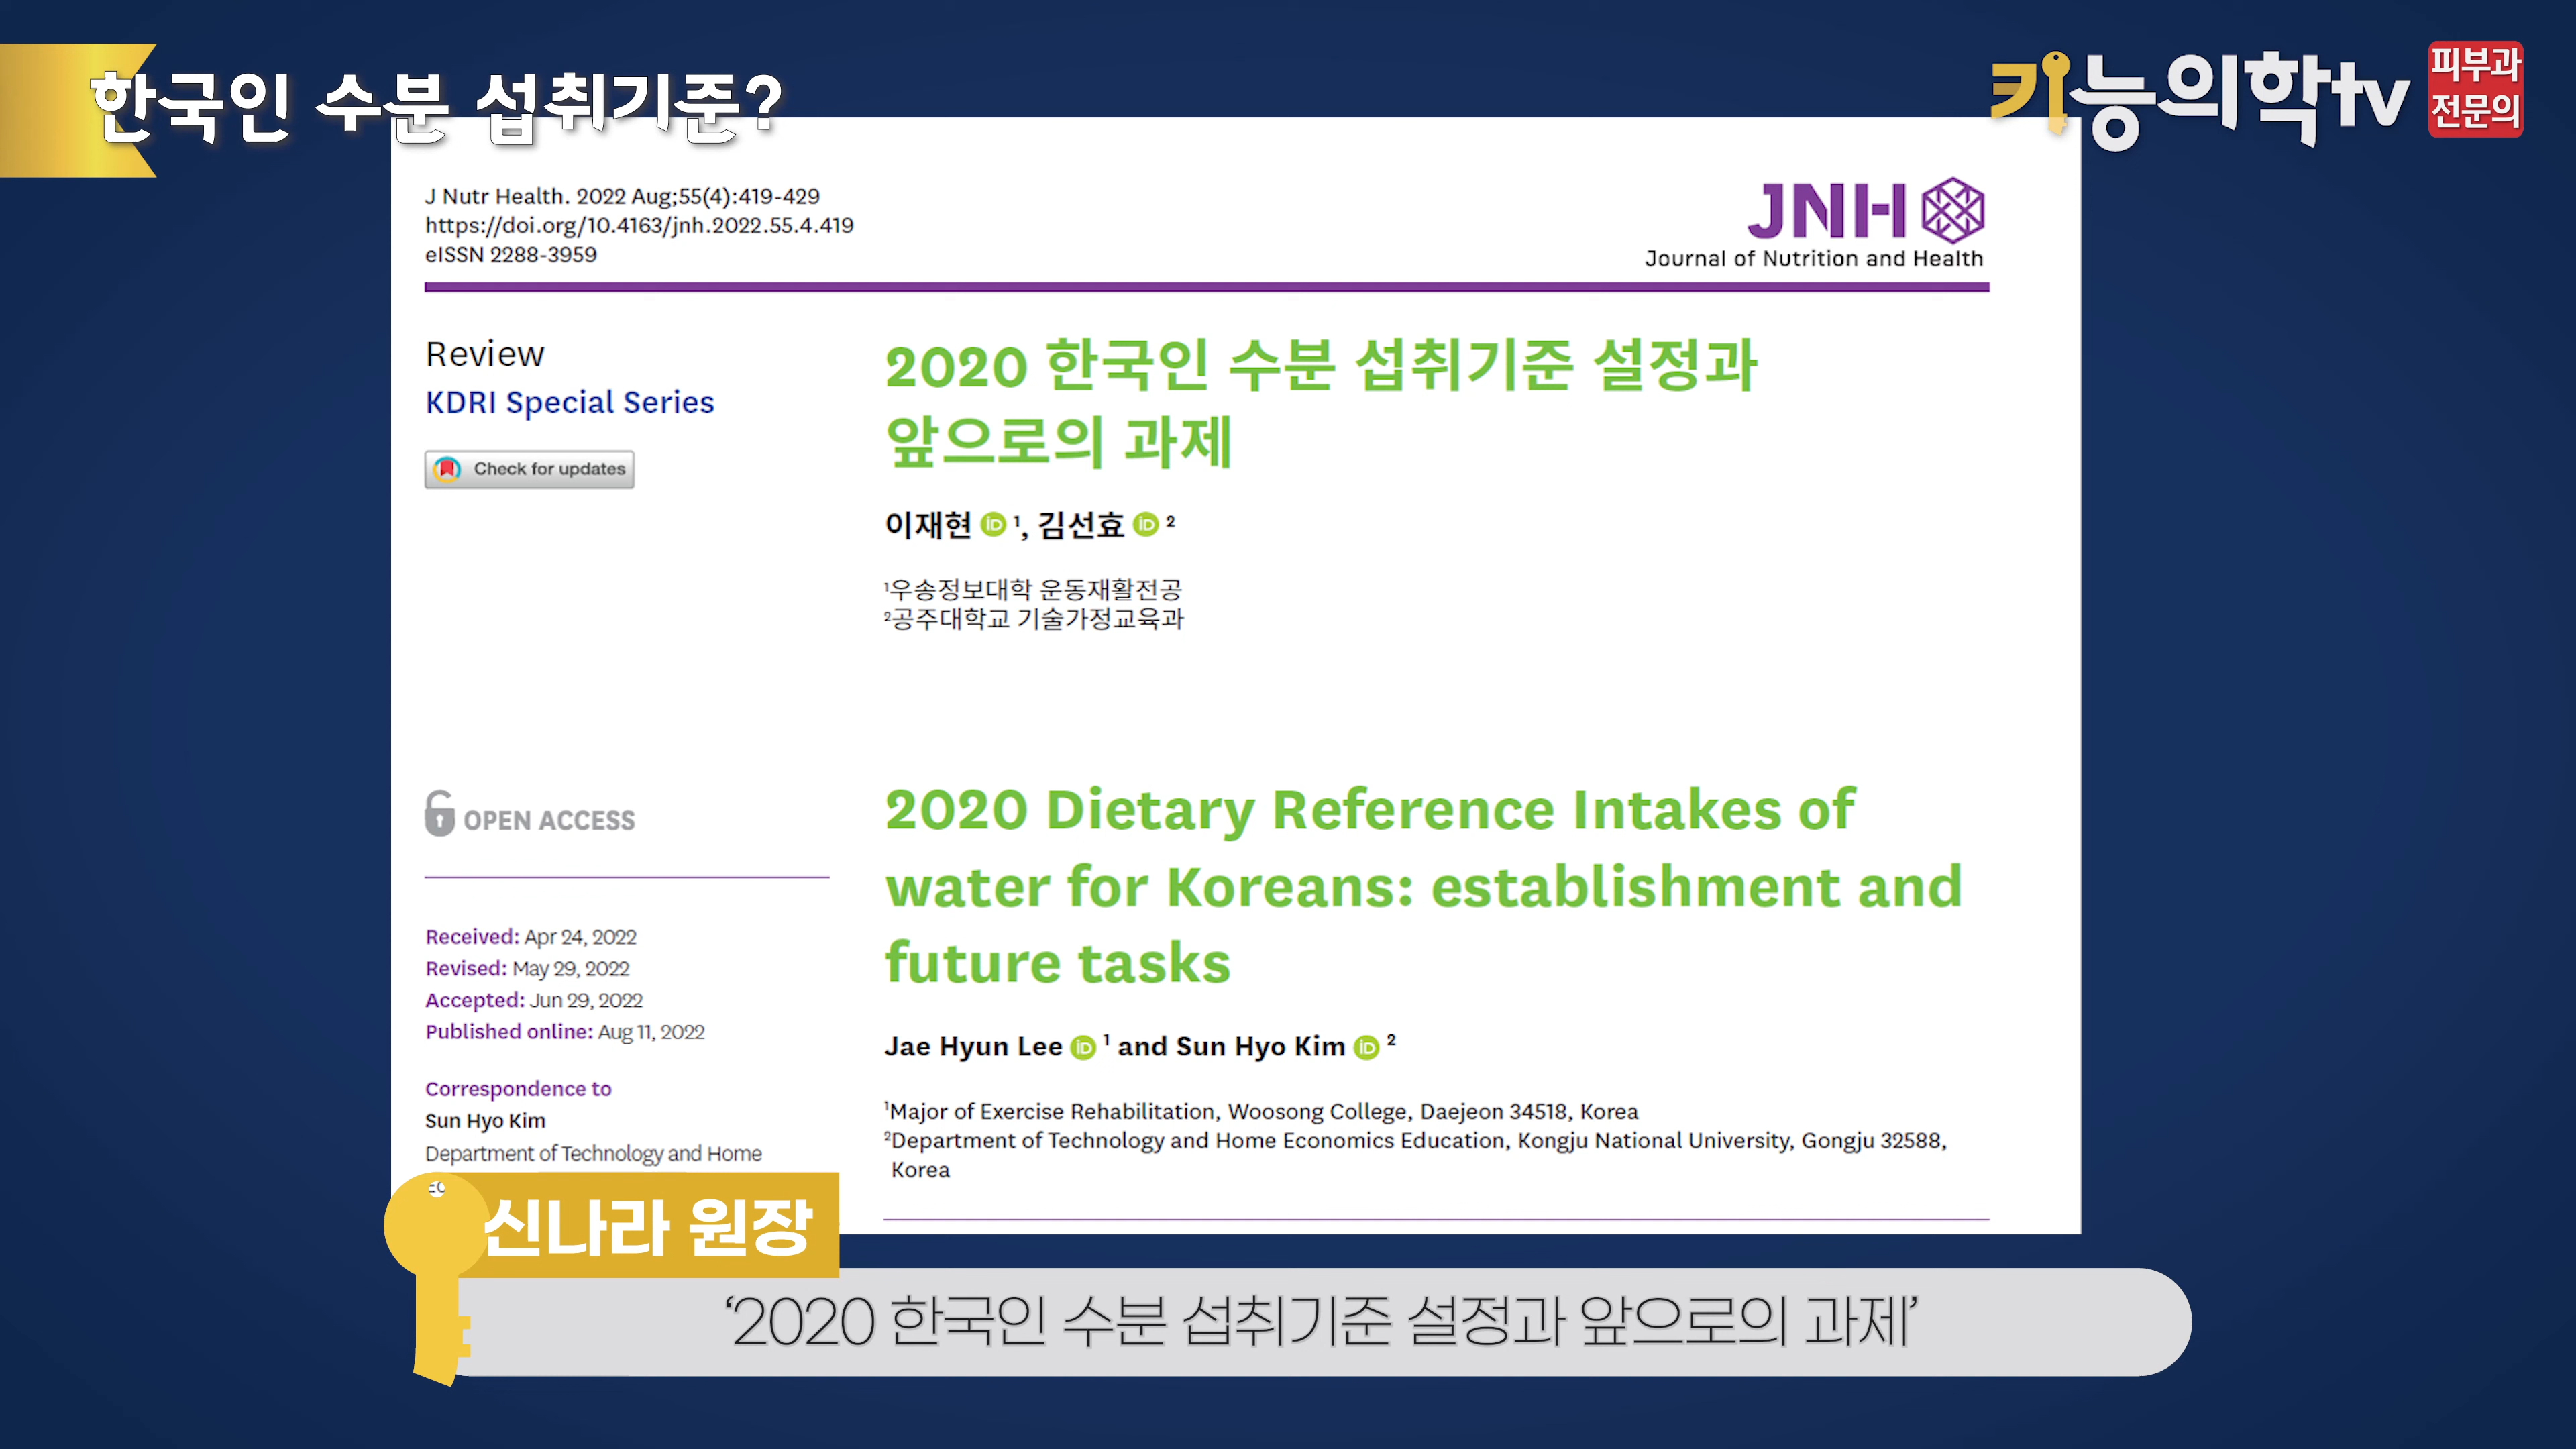 한국인 수분 섭취기준?
키능의학tv
피부과
전문의
J Nutr Health. 2022 Aug;55(4):419-429
https://doi.org/10.4163/jnh.2022.55.4.419
eISSN 2288-3959
JNH
Journal of Nutrition and Health
Review
KDRI Special Series
Check for updates
2020 한국인 수분 섭취기준 설정과
앞으로의 과제
이재현 iD 1, 김선효 iD 2
1우송정보대학 운동재활전공
2공주대학교 기술가정교육과
OPEN ACCESS
Received: Apr 24, 2022
Revised: May 29, 2022
Accepted: Jun 29, 2022
Published online: Aug 11, 2022
Correspondence to
Sun Hyo Kim
Department of Technology and Home
2020 Dietary Reference Intakes of
water for Koreans: establishment and
future tasks
Jae Hyun Lee iD 1 and Sun Hyo Kim iD 2
1Major of Exercise Rehabilitation, Woosong College, Daejeon 34518, Korea
2Department of Technology and Home Economics Education, Kongju National University, Gongju 32588,
Korea
신나라 원장
‘2020 한국인 수분 섭취기준 설정과 앞으로의 과제’